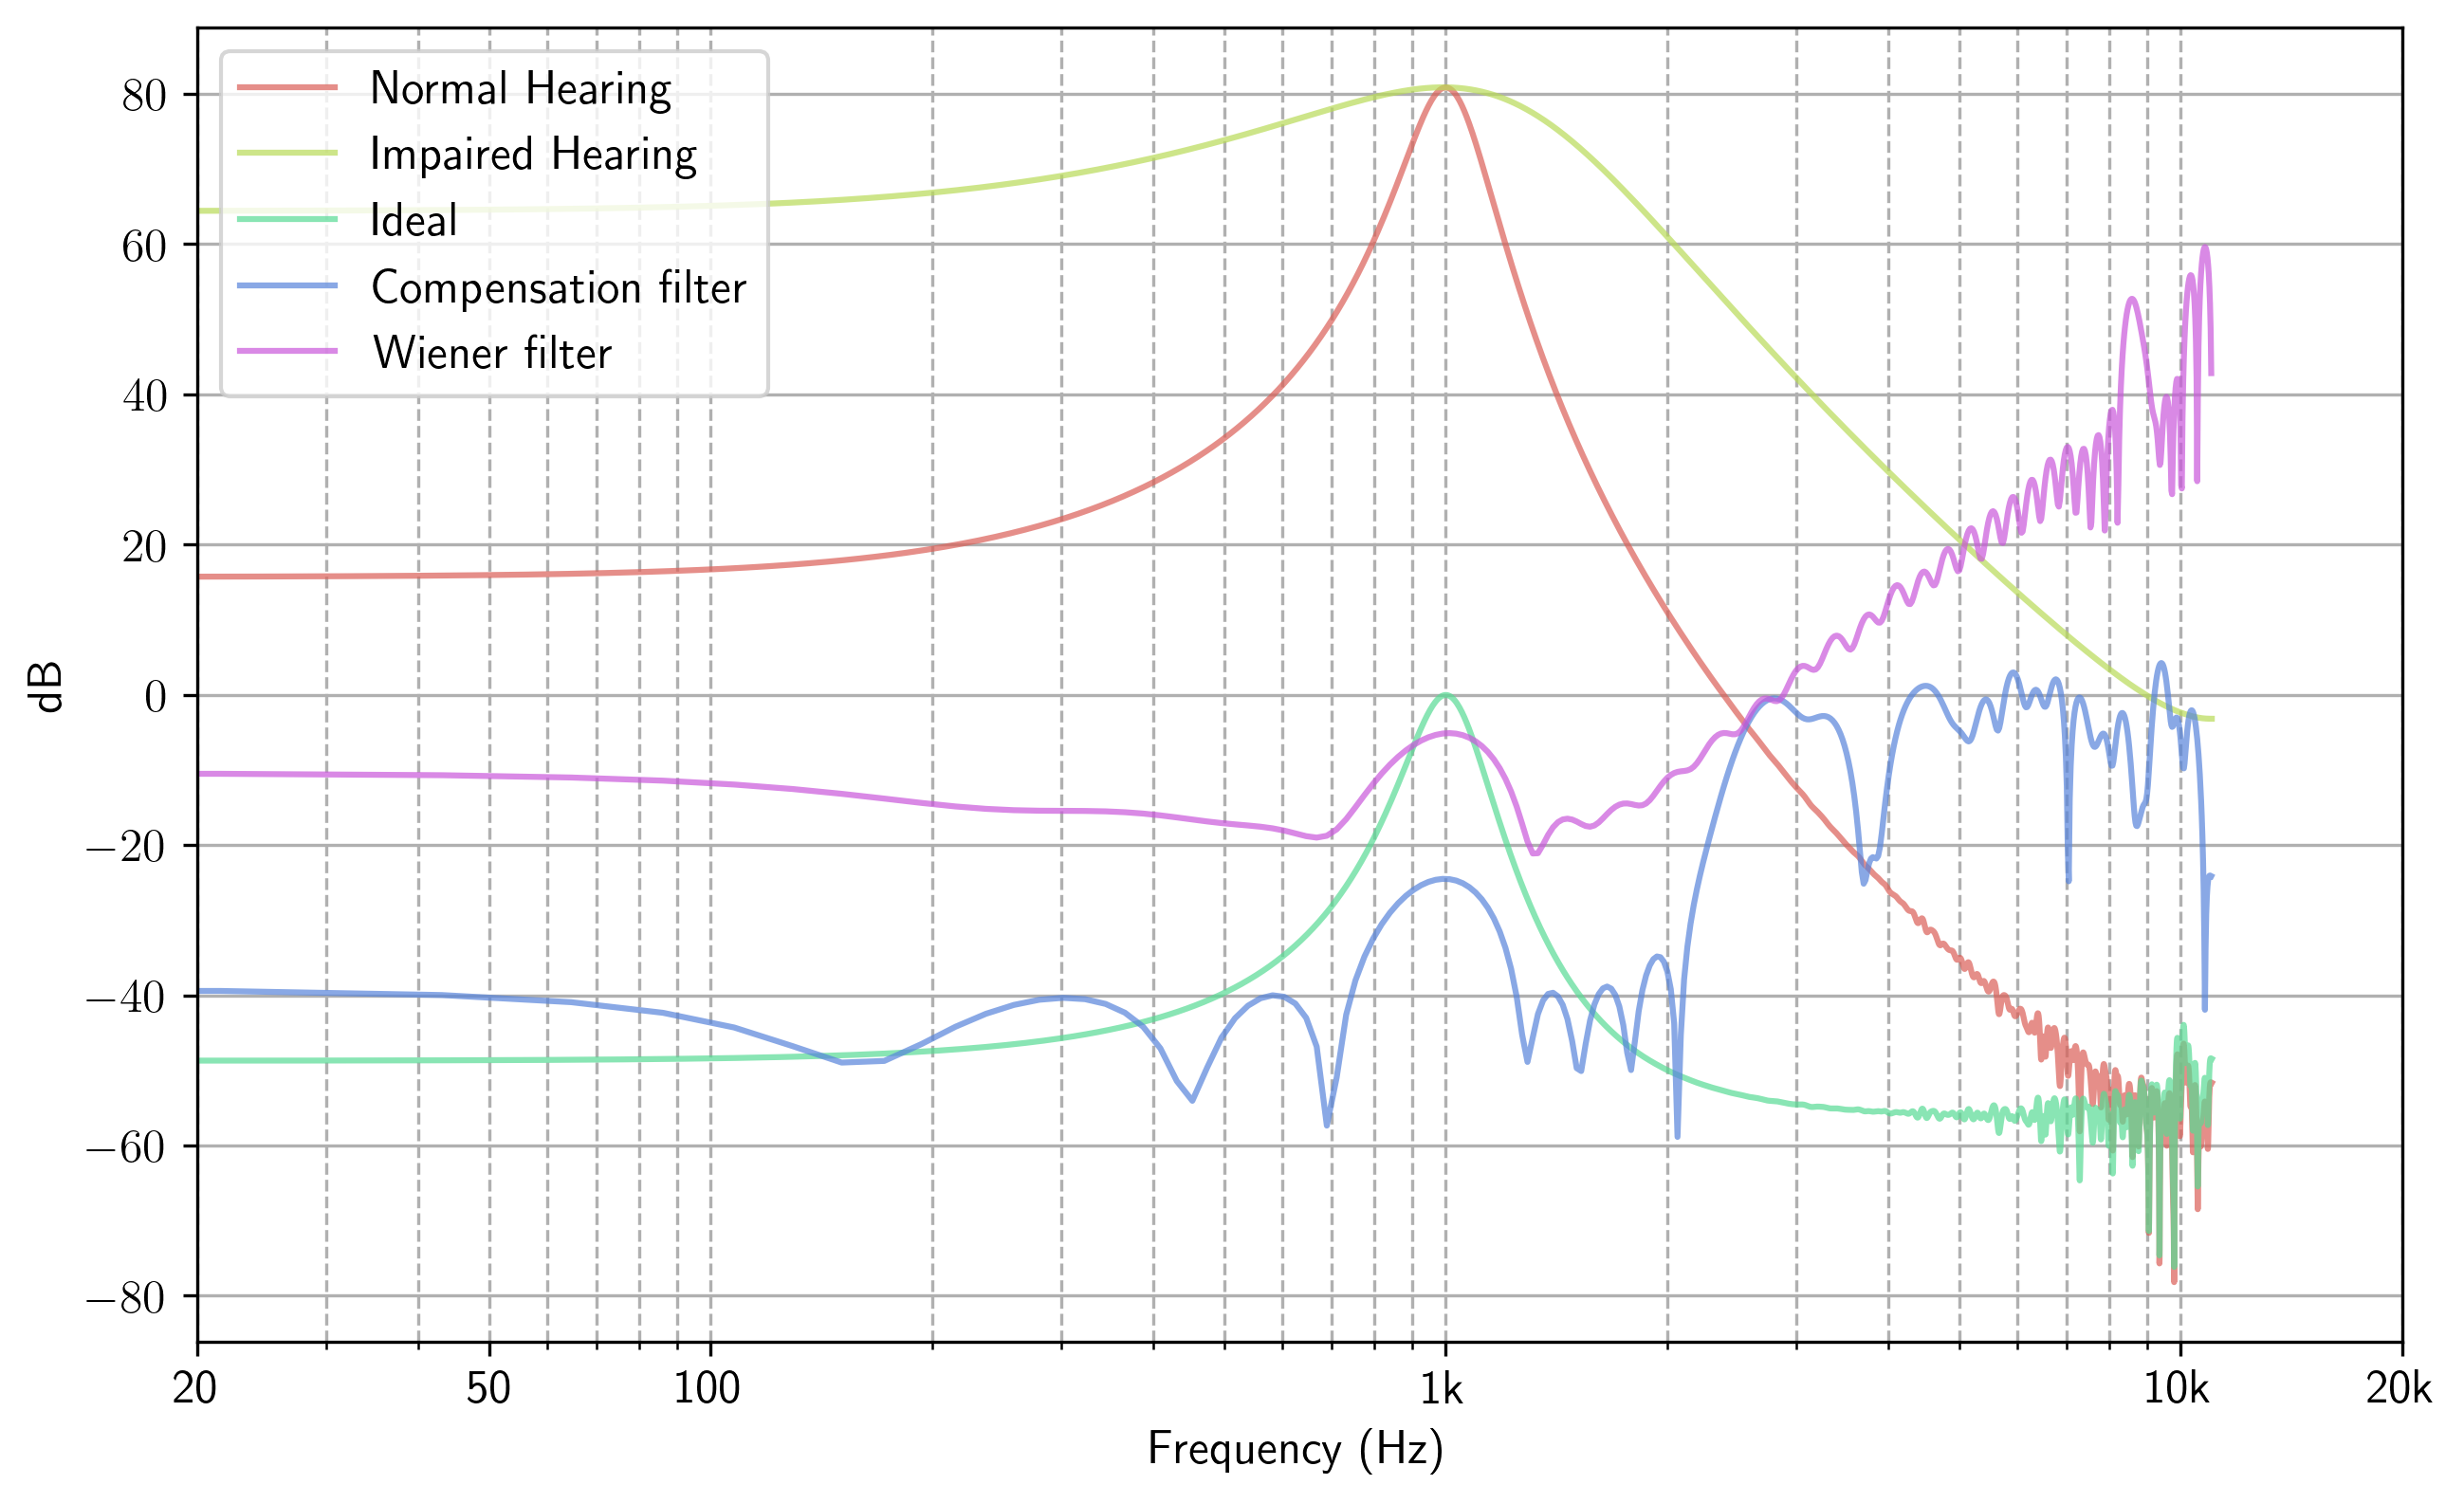 Normal Hearing
Impaired Hearing
Ideal
Compensation filter
Wiener filter
80
60
40
20
0
−20
−40
−60
−80
dB
20 50 100 1k 10k 20k
Frequency (Hz)